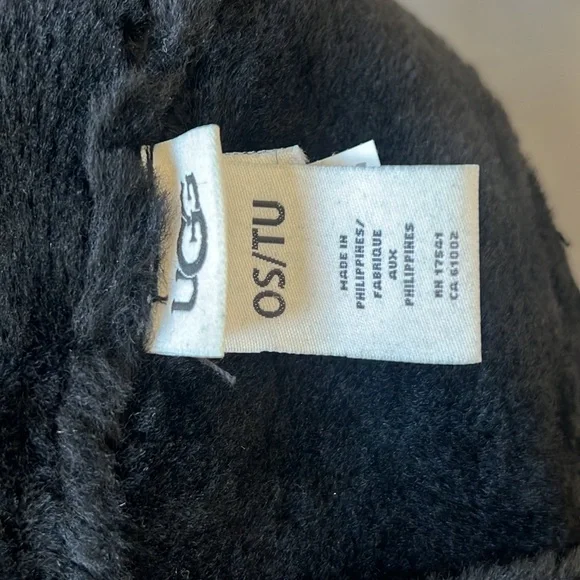 UGG
OS/TU
MADE IN
PHILIPPINES/
FABRIQUE
AUX
PHILIPPINES
RN 17541
CA 61002